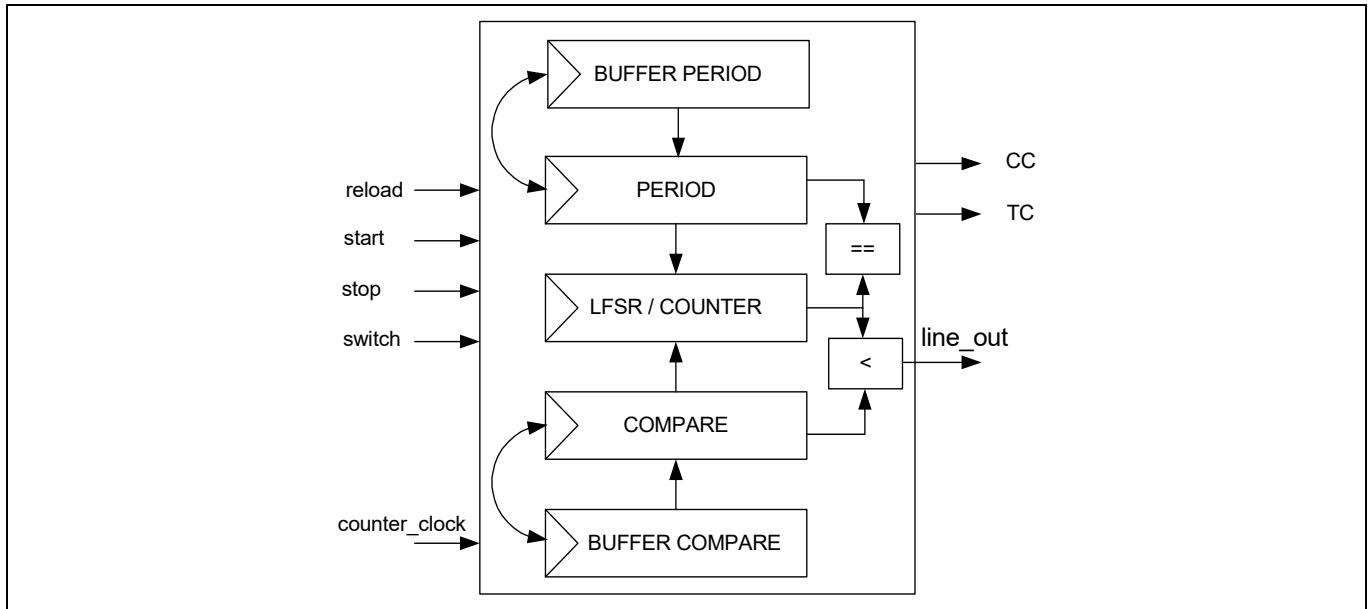 BUFFER PERIOD
PERIOD
CC
reload
TC
start
==
stop
LFSR / COUNTER
switch
line_out
<
COMPARE
counter_clock
BUFFER COMPARE